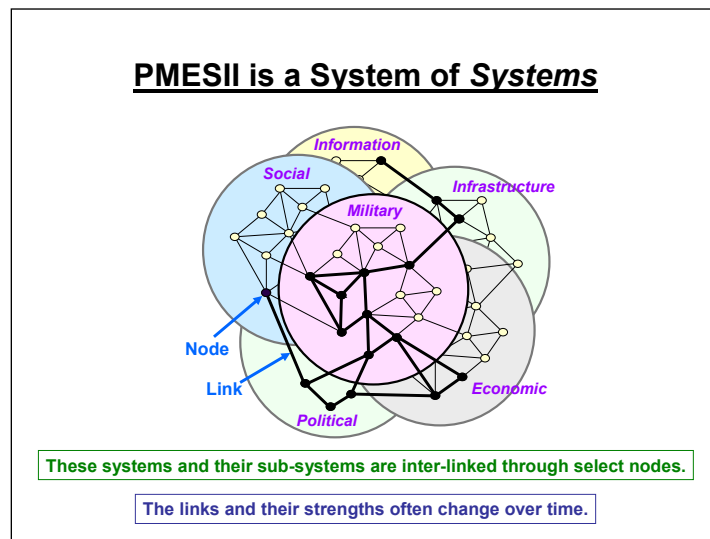 PMESII is a System of Systems
Information
Social
Infrastructure
Military
Node
Link
Economic
Political
These systems and their sub-systems are inter-linked through select nodes.
The links and their strengths often change over time.